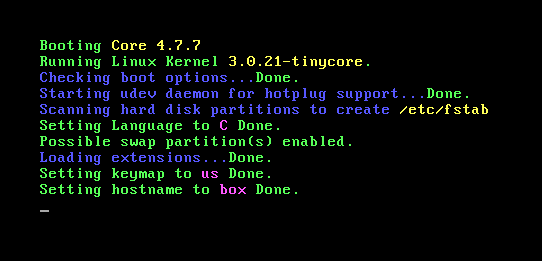 Booting Core 4.7.7
Running Linux Kernel 3.0.21-tinycore.
Checking boot options...Done.
Starting udev daemon for hotplug support...Done.
Scanning hard disk partitions to create /etc/fstab
Setting Language to C Done.
Possible swap partition(s) enabled.
Loading extensions...Done.
Setting keymap to us Done.
Setting hostname to box Done.